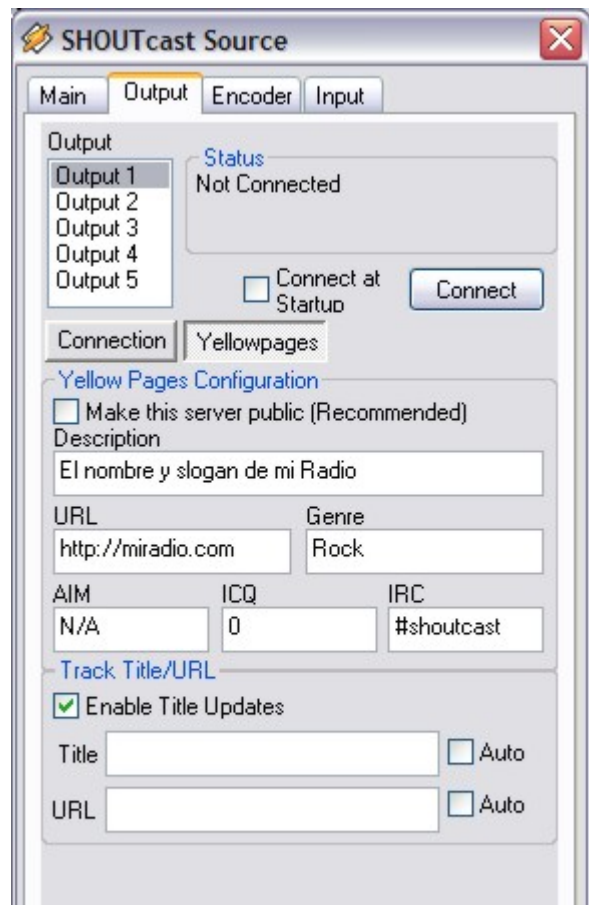 SHOUTcast Source
Main Output Encoder Input
Output
Output 1
Output 2
Output 3
Output 4
Output 5
Status
Not Connected
Connect at
Startup
Connect
Connection Yellowpages
Yellow Pages Configuration
Make this server public (Recommended)
Description
El nombre y slogan de mi Radio
URL Genre
http://miradio.com Rock
AIM ICQ IRC
N/A 0 #shoutcast
Track Title/URL
Enable Title Updates
Title Auto
URL Auto